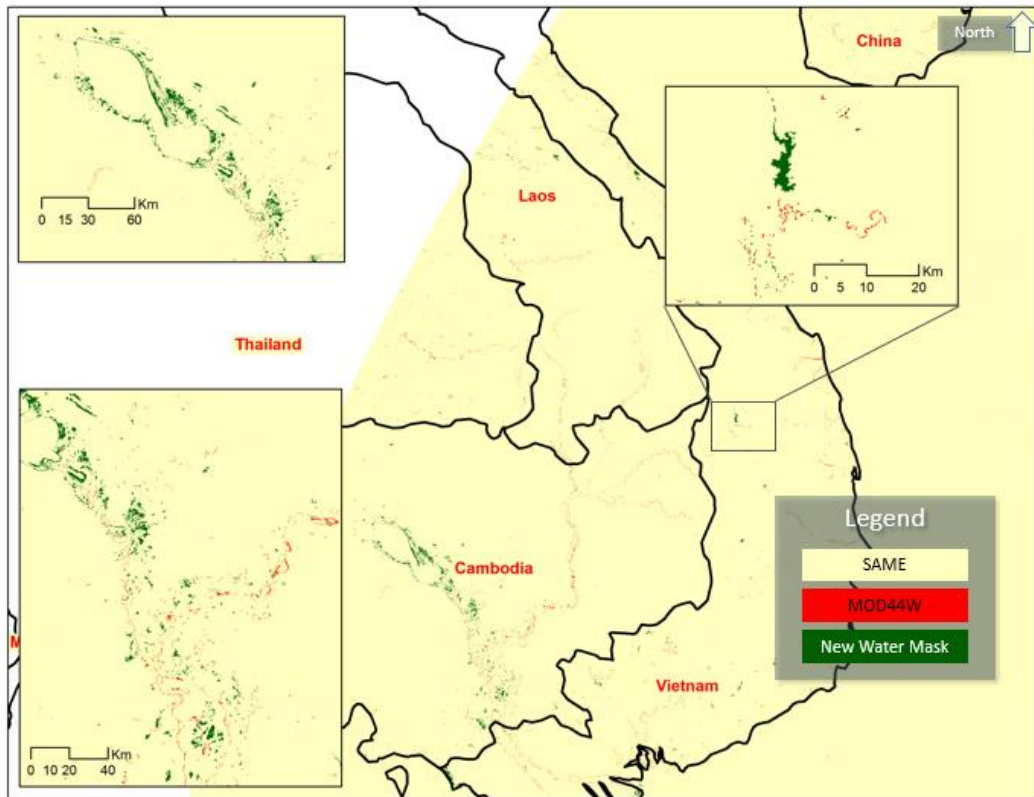 China
North
Km
0 15 30 60
Laos
Km
0 5 10 20
Thailand
Legend
SAME
MOD44W
New Water Mask
Cambodia
Vietnam
M
Km
0 10 20 40